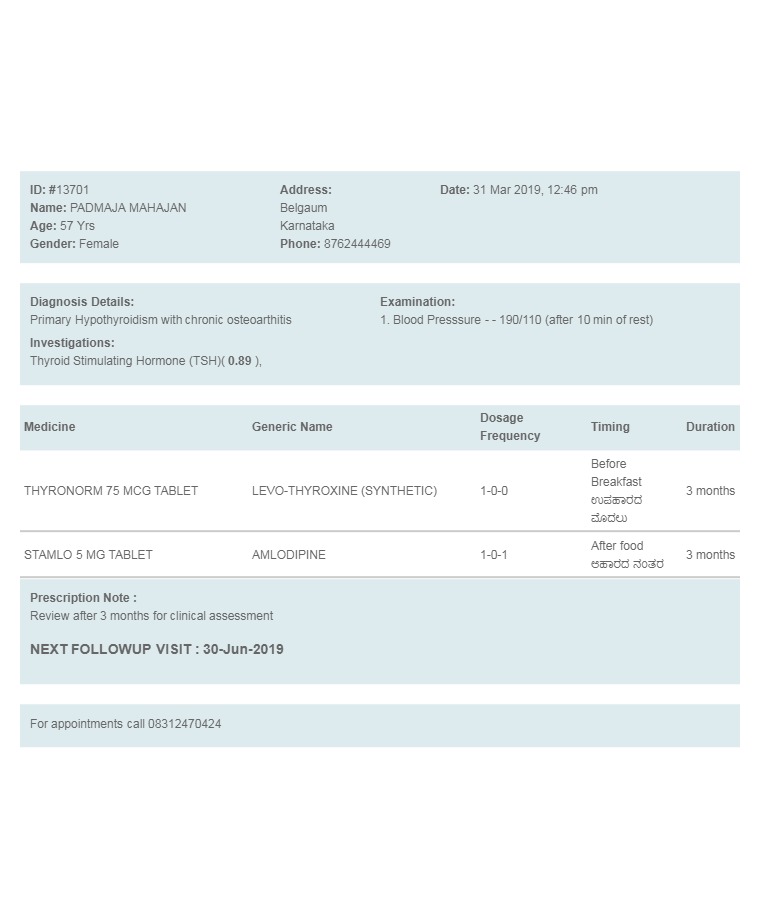 ID: #13701
Name: PADMAJA MAHAJAN
Age: 57 Yrs
Gender: Female
Address:
Belgaum
Karnataka
Phone: 8762444469
Date: 31 Mar 2019, 12:46 pm
Diagnosis Details:
Primary Hypothyroidism with chronic osteoarthitis
Investigations:
Thyroid Stimulating Hormone (TSH)( 0.89 ),
Examination:
1. Blood Presssure - - 190/110 (after 10 min of rest)
Medicine Generic Name Dosage Frequency Timing Duration
THYRONORM 75 MCG TABLET LEVO-THYROXINE (SYNTHETIC) 1-0-0 Before Breakfast ಉಪಹಾರದ ಮೊದಲು 3 months
STAMLO 5 MG TABLET AMLODIPINE 1-0-1 After food ಆಹಾರದ ನಂತರ 3 months
Prescription Note :
Review after 3 months for clinical assessment
NEXT FOLLOWUP VISIT : 30-Jun-2019
For appointments call 08312470424